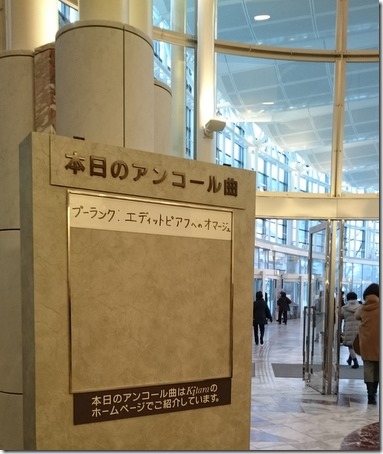 本日のアンコール曲
プーランク: エディットピアフへのオマージュ
本日のアンコール曲はKitaraの
ホームページでご紹介しています。